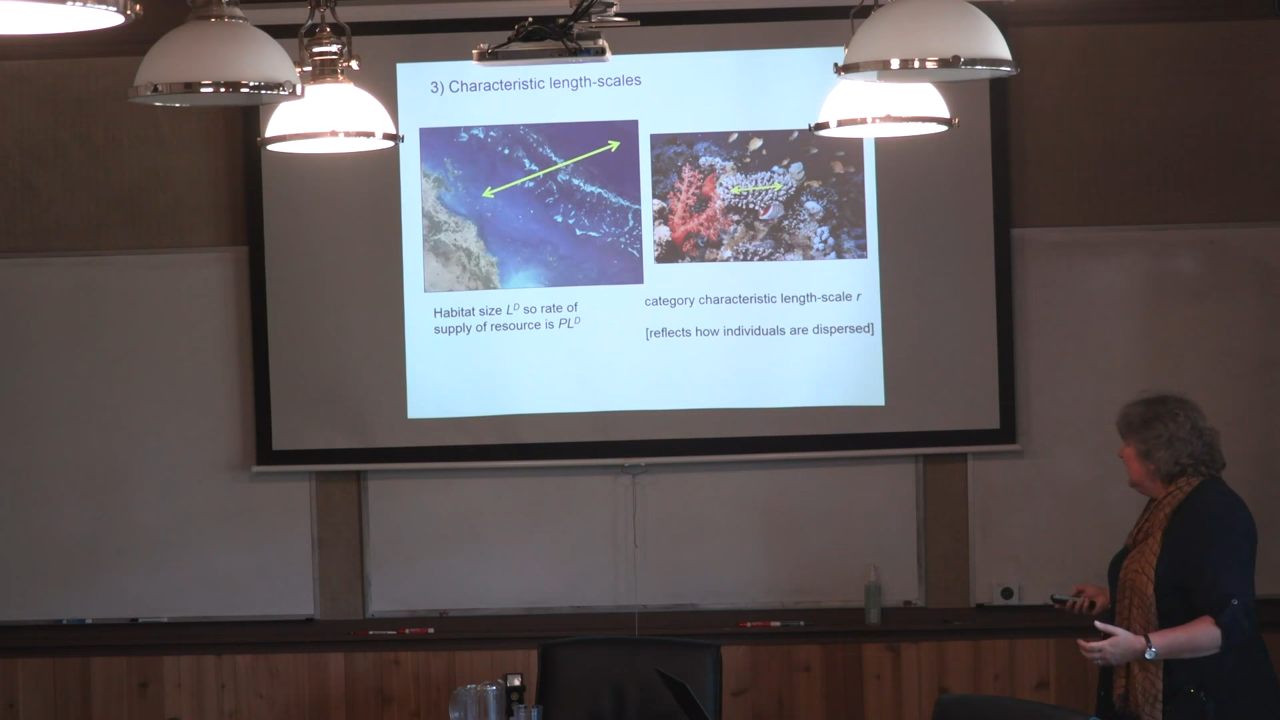 3) Characteristic length-scales
Habitat size L^D so rate of
supply of resource is PL^D
category characteristic length-scale r
[reflects how individuals are dispersed]